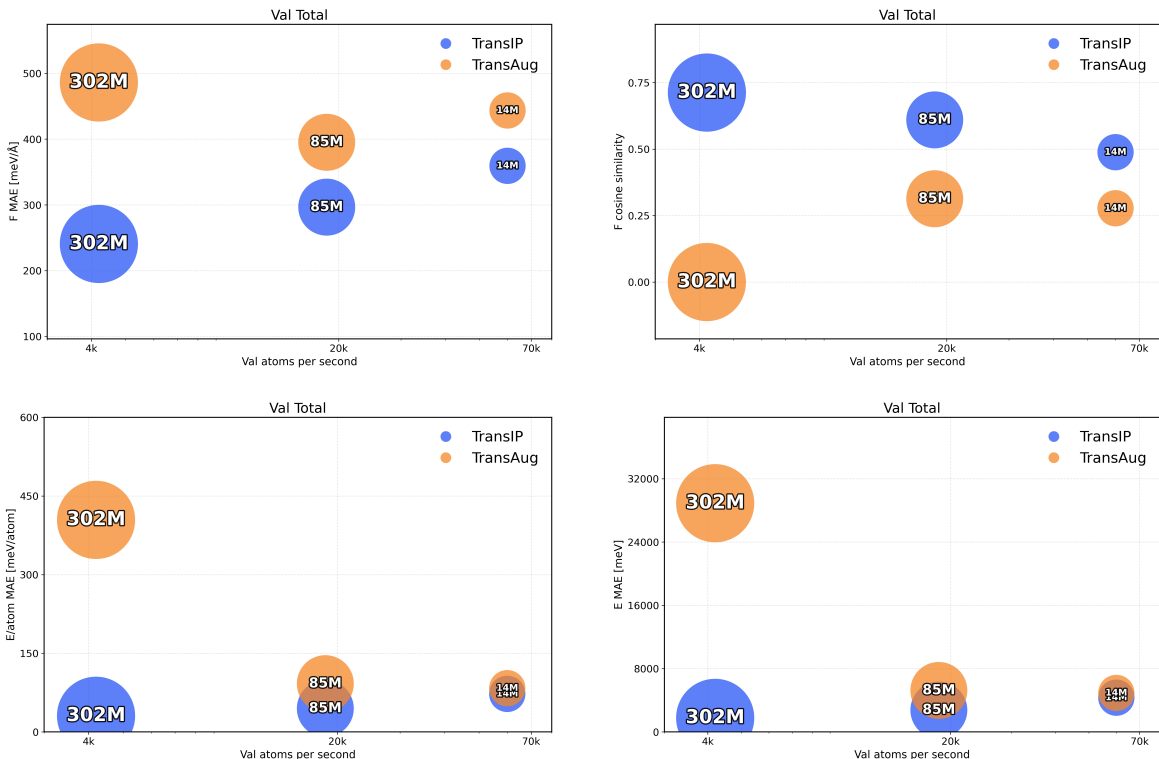 Val Total
TransIP
TransAug
500
400
300
200
100
F MAE [meV/Å]
302M
85M
14M
14M
85M
302M
4k
20k
70k
Val atoms per second
Val Total
TransIP
TransAug
0.75
0.50
0.25
0.00
F cosine similarity
302M
85M
14M
85M
14M
302M
4k
20k
70k
Val atoms per second
Val Total
TransIP
TransAug
600
450
300
150
0
E/atom MAE [meV/atom]
302M
85M
14M
14M
85M
302M
4k
20k
70k
Val atoms per second
Val Total
TransIP
TransAug
32000
24000
16000
8000
0
E MAE [meV]
302M
85M
14M
14M
85M
302M
4k
20k
70k
Val atoms per second